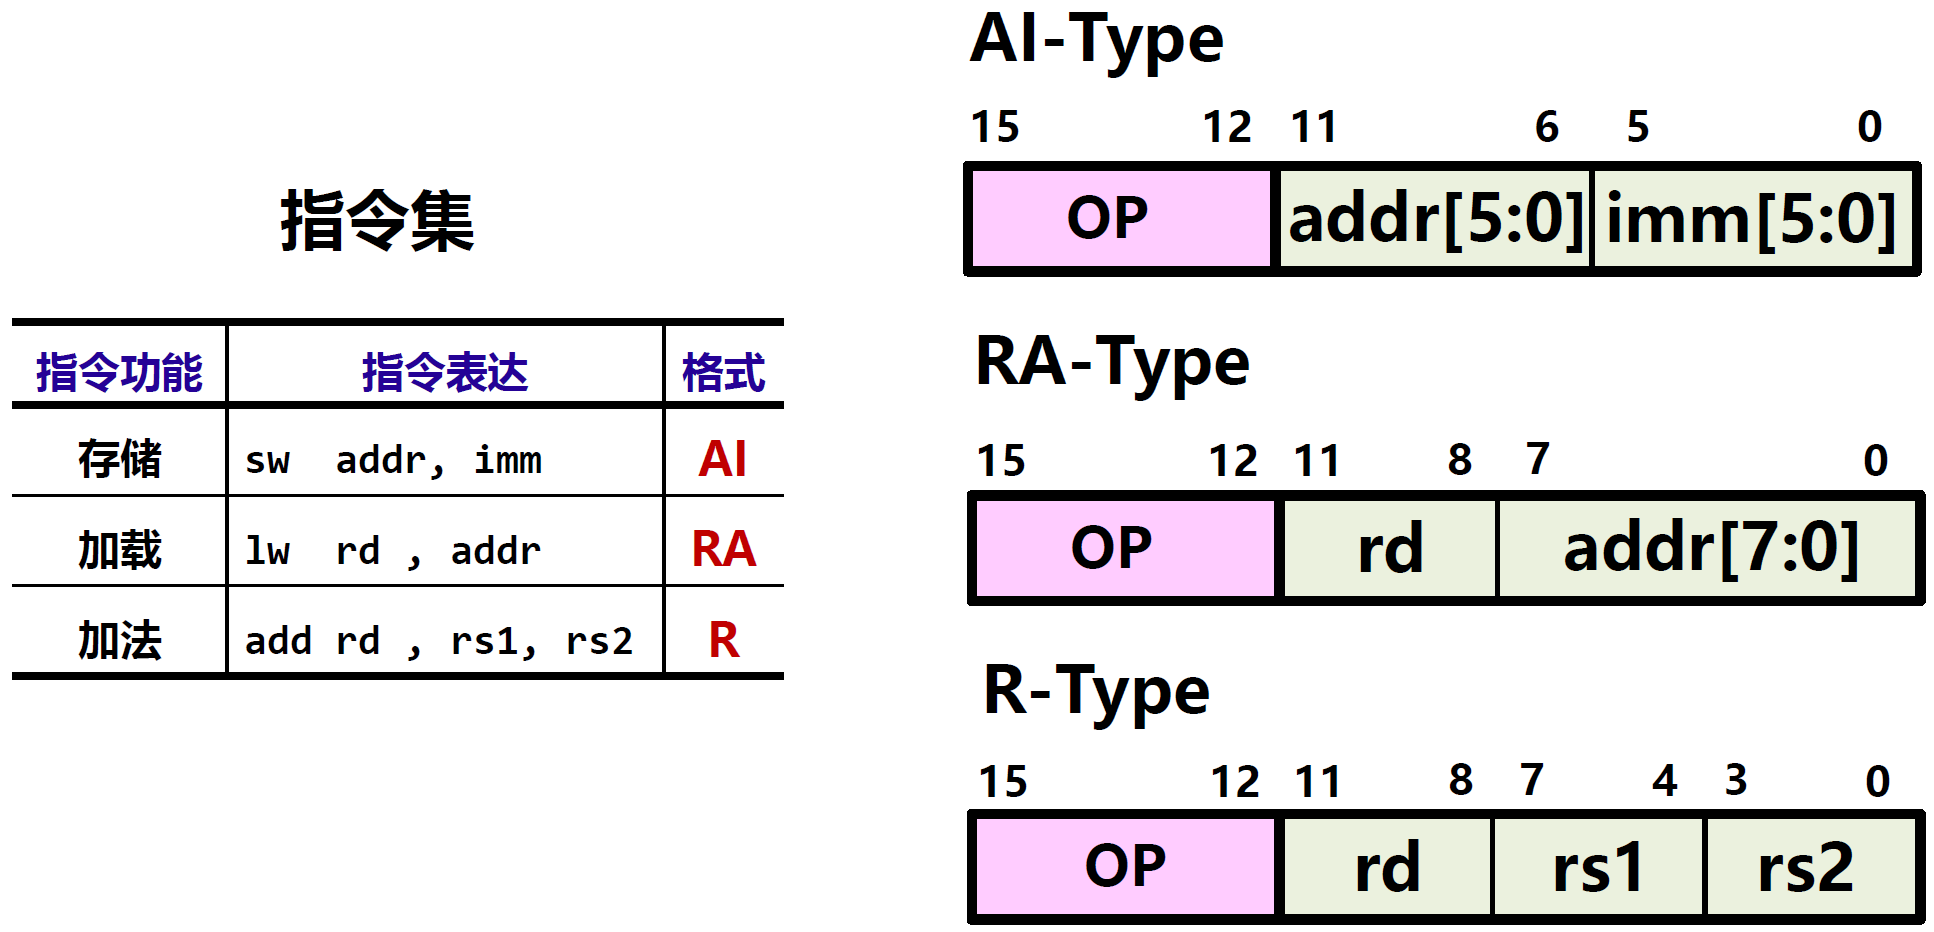 指令集
指令功能 指令表达 格式
存储 sw addr, imm AI
加载 lw rd , addr RA
加法 add rd , rs1, rs2 R
AI-Type
15 12 11 6 5 0
OP addr[5:0] imm[5:0]
RA-Type
15 12 11 8 7 0
OP rd addr[7:0]
R-Type
15 12 11 8 7 4 3 0
OP rd rs1 rs2